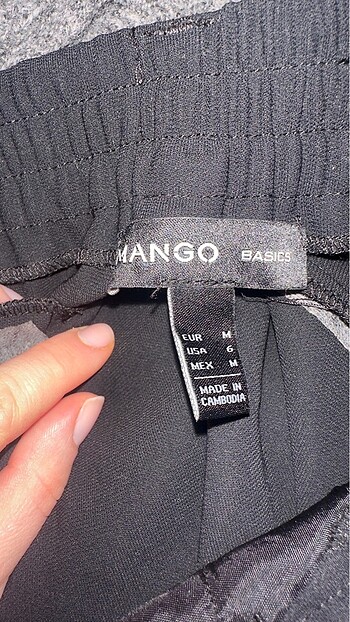 MANGO BASICS
EUR M
USA 6
MEX M
MADE IN
CAMBODIA